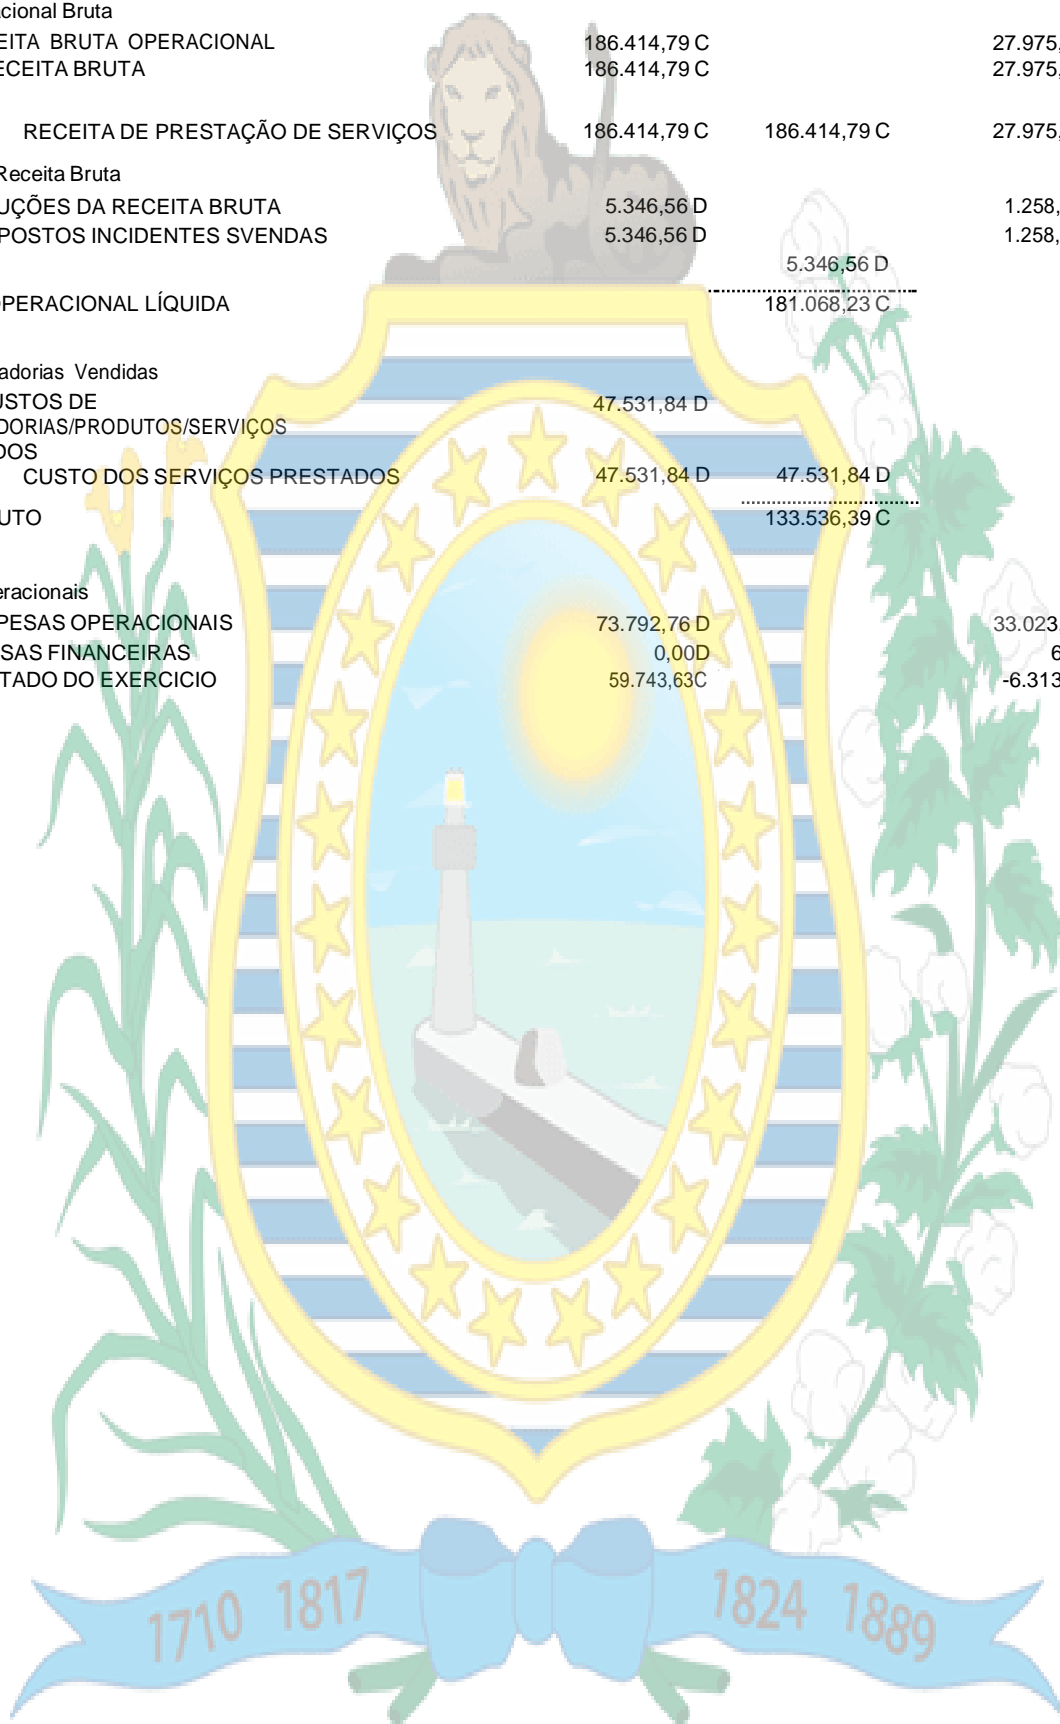 acional Bruta
EITA BRUTA OPERACIONAL 186.414,79 C 27.975,
ECEITA BRUTA 186.414,79 C 27.975,
RECEITA DE PRESTAÇÃO DE SERVIÇOS 186.414,79 C 186.414,79 C 27.975,
Receita Bruta
UÇÕES DA RECEITA BRUTA 5.346,56 D 1.258,
POSTOS INCIDENTES SVENDAS 5.346,56 D 1.258,
5.346,56 D
OPERACIONAL LÍQUIDA 181.068,23 C
adorias Vendidas
USTOS DE 47.531,84 D
DORIAS/PRODUTOS/SERVIÇOS
DOS
CUSTO DOS SERVIÇOS PRESTADOS 47.531,84 D 47.531,84 D
UTO 133.536,39 C
eracionais
PESAS OPERACIONAIS 73.792,76 D 33.023,
SAS FINANCEIRAS 0,00D 6
TADO DO EXERCICIO 59.743,63C -6.313
1710 1817 1824 1889